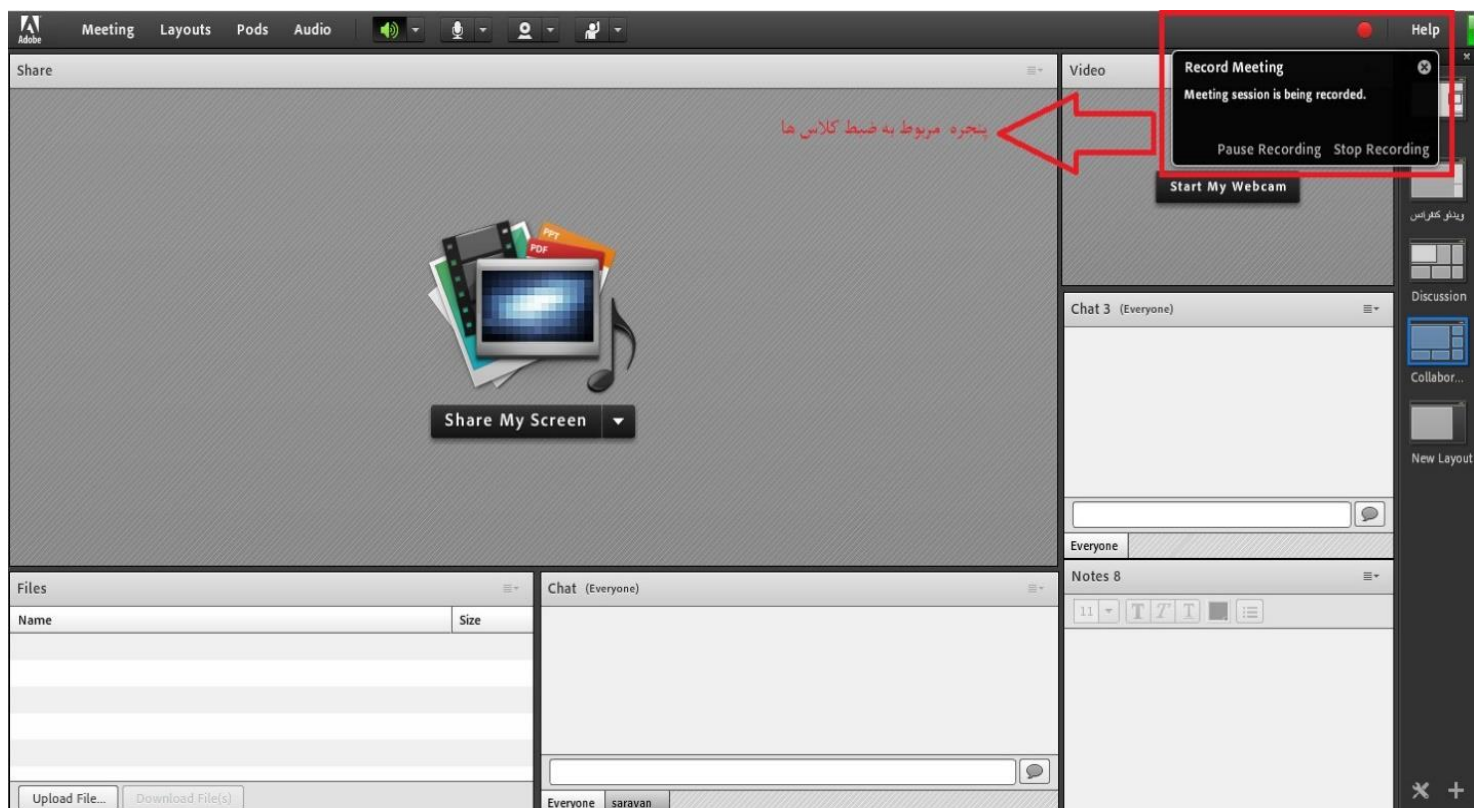 Adobe
Meeting Layouts Pods Audio
Help
Share
Video
Record Meeting
Meeting session is being recorded.
Pause Recording Stop Recording
پنجره مربوط به ضبط کلاس ها
PPT
PDF
Share My Screen
Start My Webcam
ویدئو کنفرانس
Discussion
Collabor...
New Layout
Chat 3 (Everyone)
Everyone
Notes 8
11 T T T
Files
Name Size
Upload File... Download File(s)
Chat (Everyone)
Everyone saravan